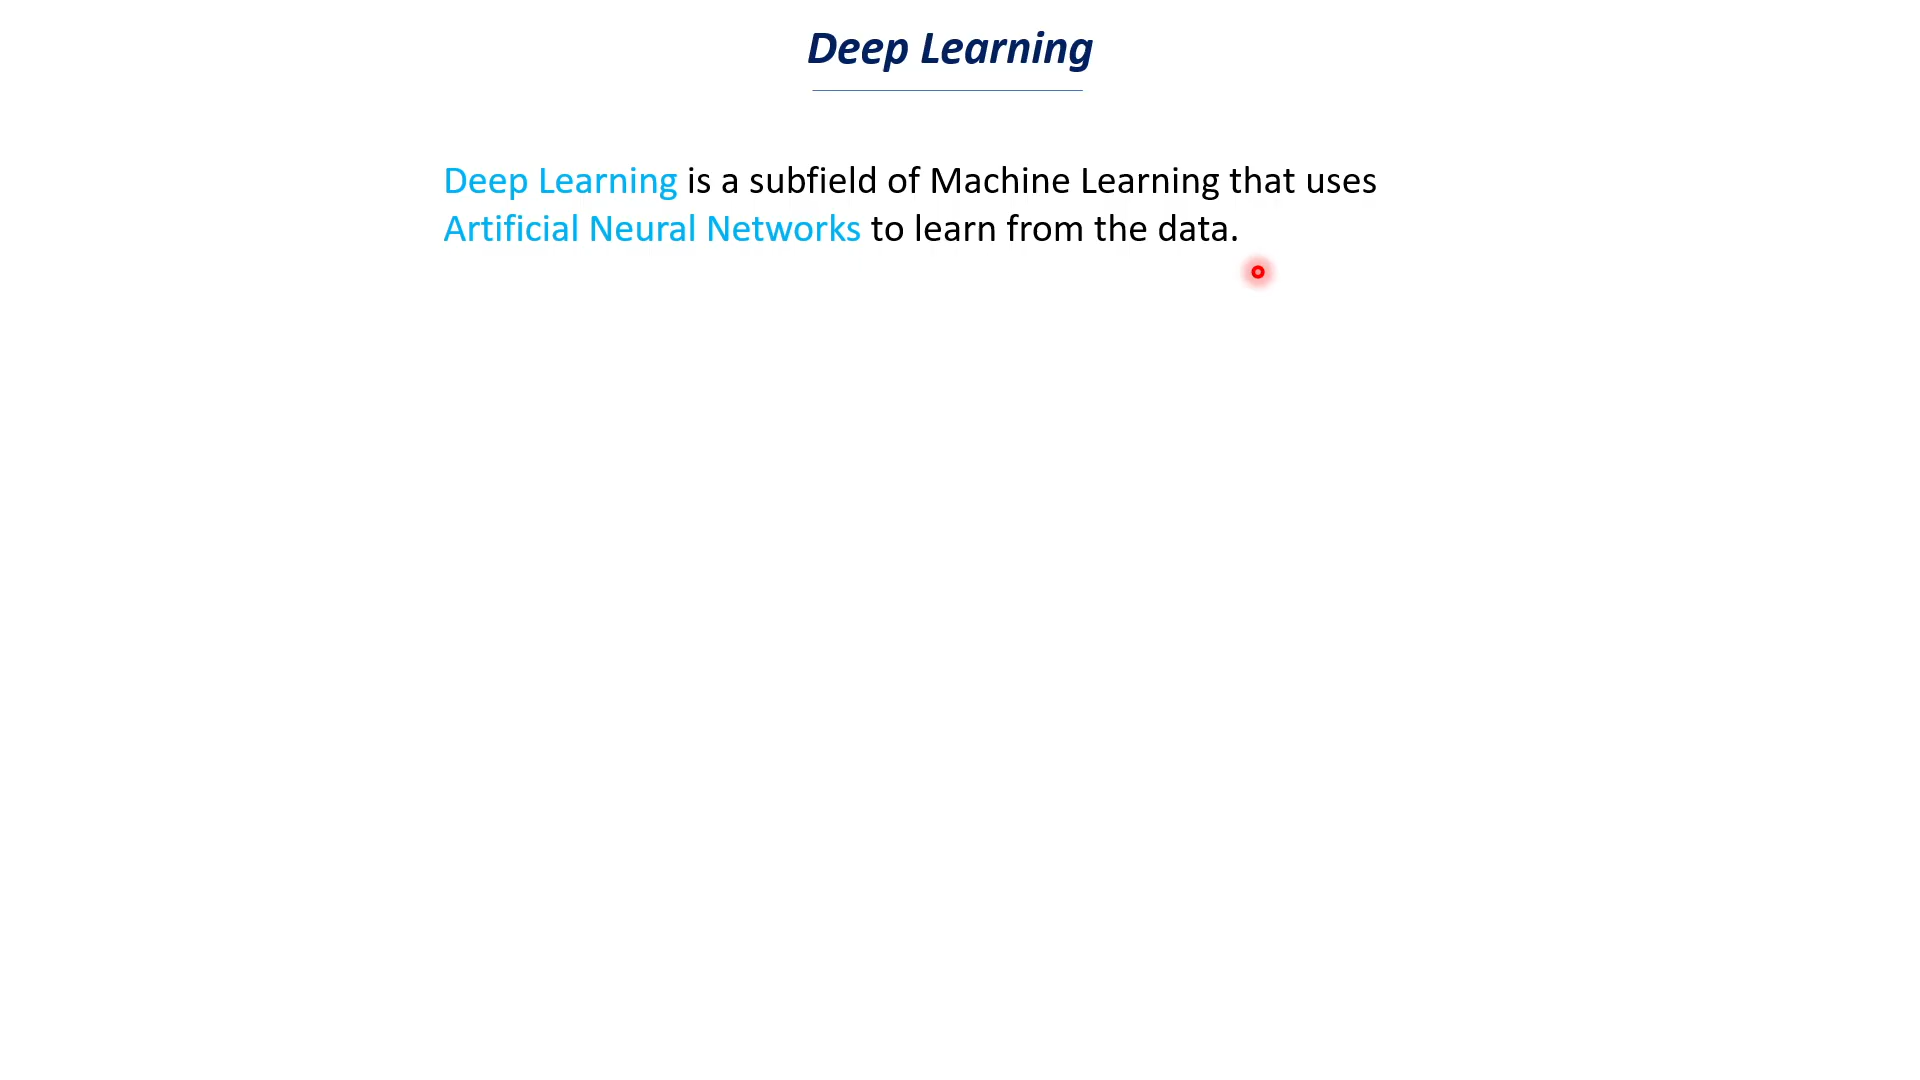 Deep Learning
Deep Learning is a subfield of Machine Learning that uses
Artificial Neural Networks to learn from the data.